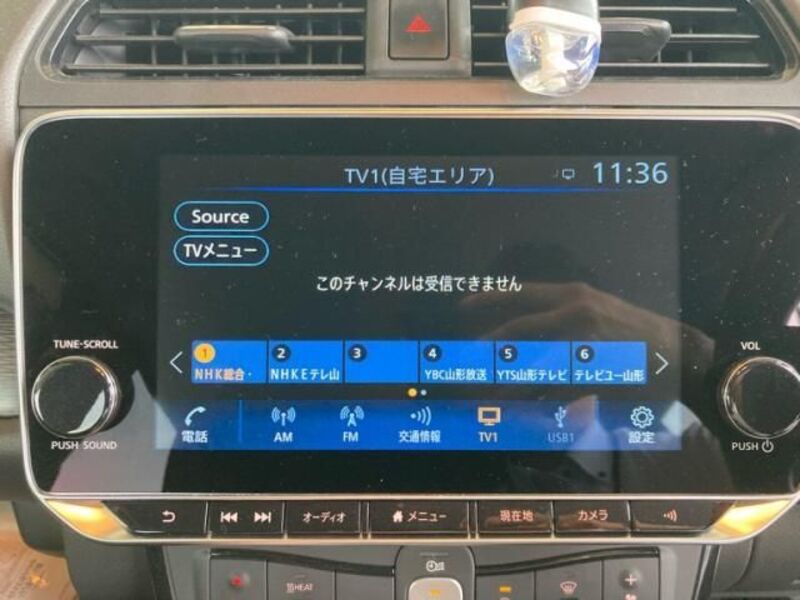 TV1(自宅エリア)
11:36
Source
TVメニュー
このチャンネルは受信できません
TUNE·SCROLL
VOL
1 2 3 4 5 6
NHK総合・ NHKEテレ山 YBC山形放送 YTS山形テレビ テレビユー山形
電話 AM FM 交通情報 TV1 USB1 設定
PUSH SOUND
PUSH
オーディオ メニュー 現在地 カメラ
HEAT